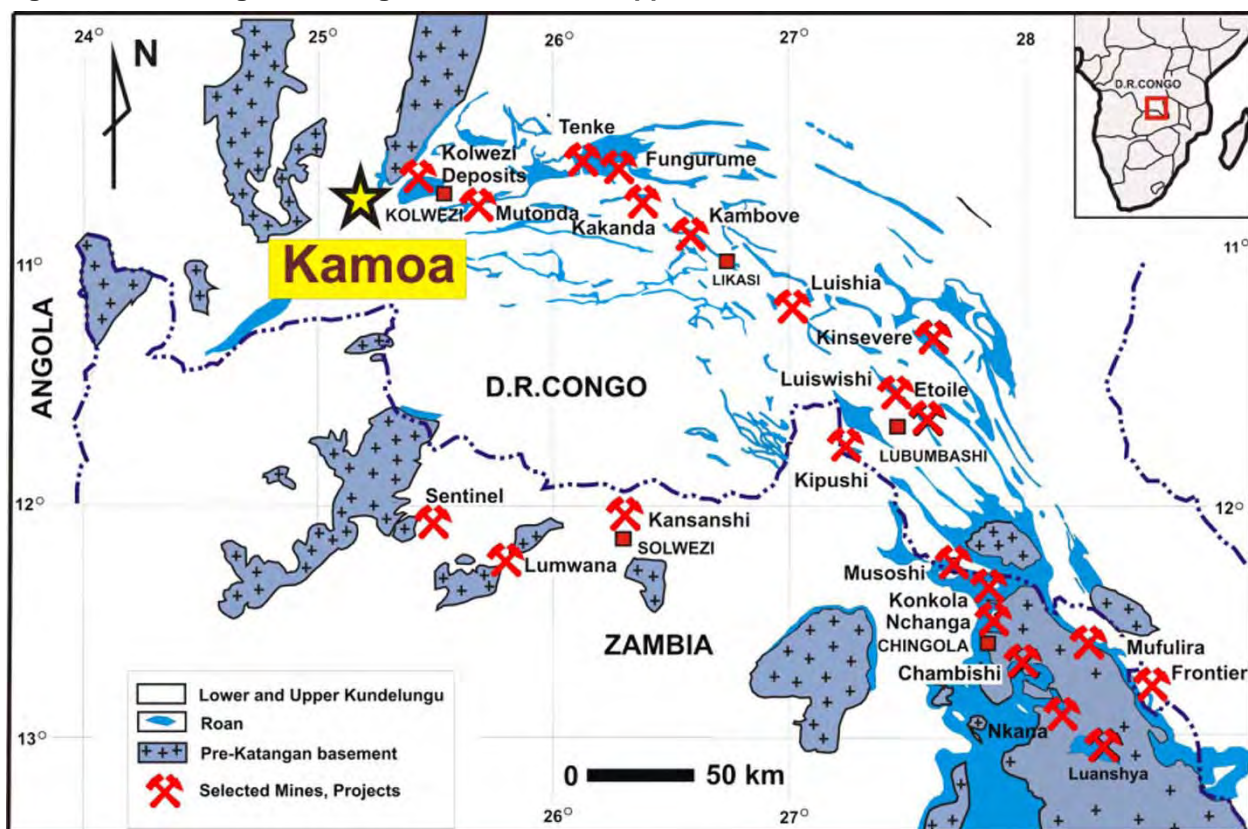 24°
25°
26°
27°
28
N
D.R.CONGO
Tenke
Kolwezi
Deposits
Fungurume
KOLWEZI
Mutonda
Kakanda
Kambove
Kamoa
11°
11°
LIKASI
Luishia
Kinsevere
ANGOLA
D.R.CONGO
Luiswishi
Etoile
LUBUMBASHI
Kipushi
12°
12°
Sentinel
Kansanshi
SOLWEZI
Lumwana
Musoshi
Konkola
Nchanga
CHINGOLA
Chambishi
Mufulira
Frontier
ZAMBIA
Nkana
Luanshya
13°
Lower and Upper Kundelungu
Roan
Pre-Katangan basement
Selected Mines, Projects
0 50 km
26°
27°